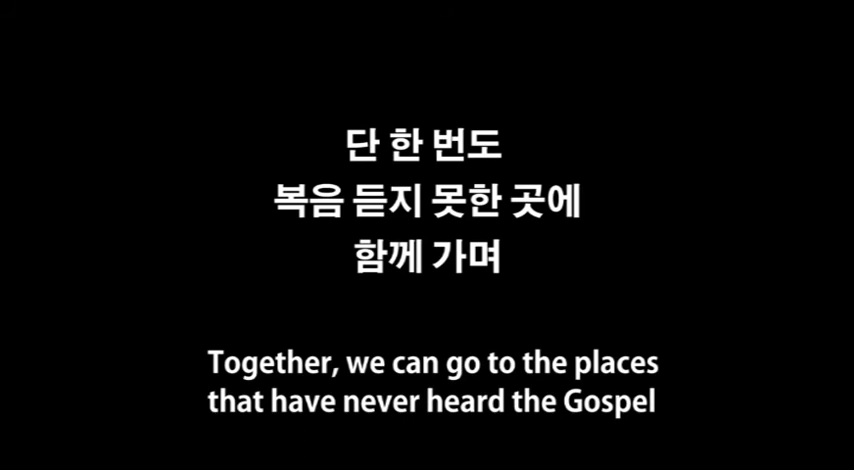 단 한 번도
복음 듣지 못한 곳에
함께 가며
Together, we can go to the places
that have never heard the Gospel